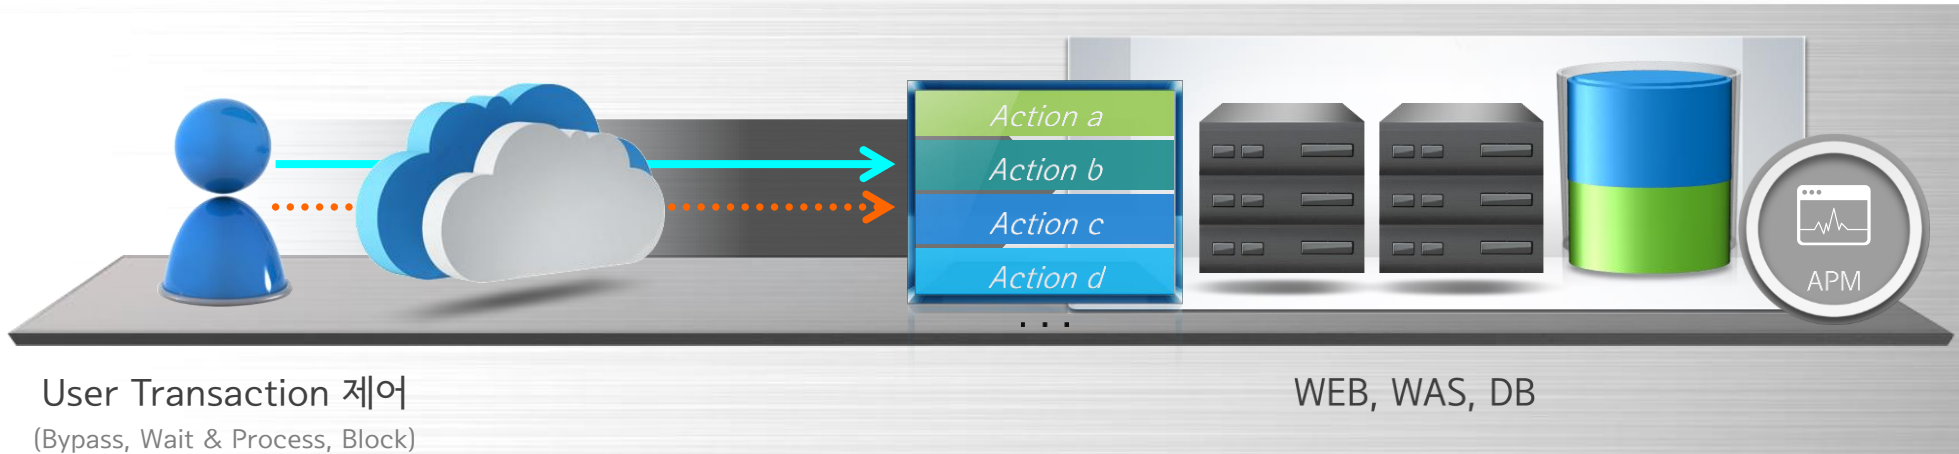 Action a
Action b
Action c
Action d
...
APM
User Transaction 제어
(Bypass, Wait & Process, Block)
WEB, WAS, DB